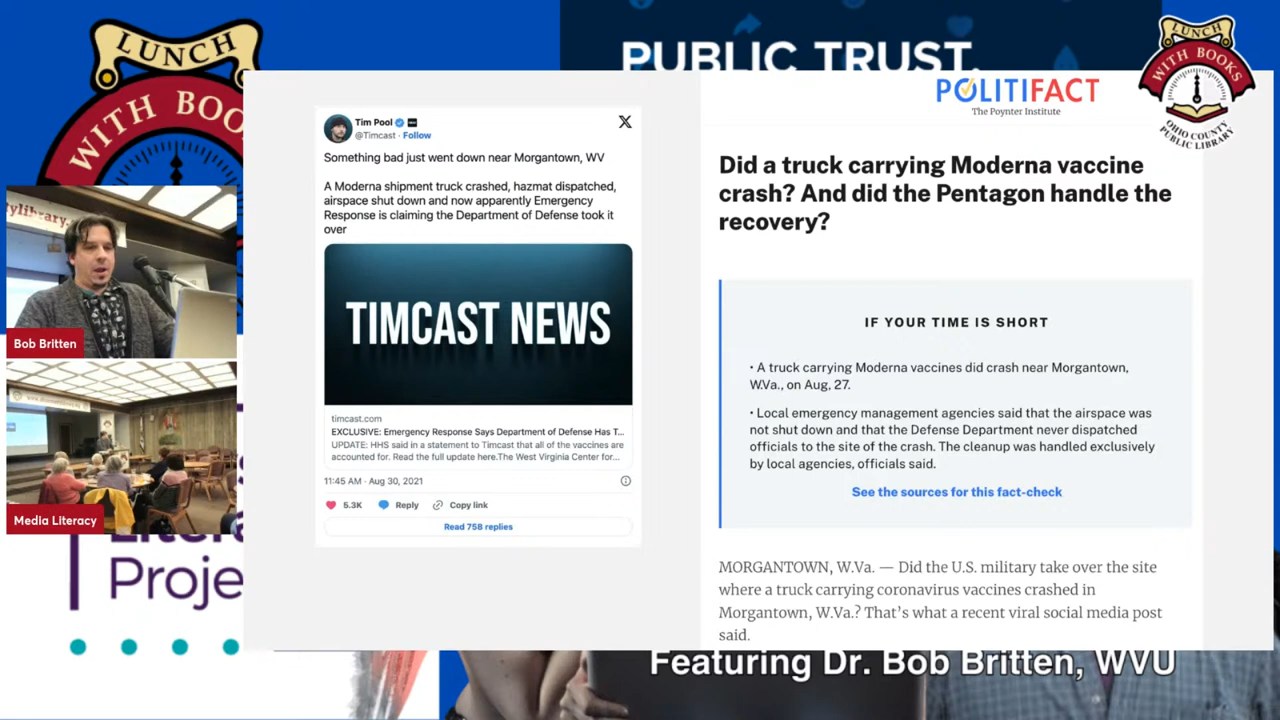 LUNCH
WITH BOO
PUBLIC TRUST.
LUNCH
WITH BOOKS
OHIO COUNTY
PUBLIC LIBRARY
Tim Pool
@Timcast · Follow
Something bad just went down near Morgantown, WV
A Moderna shipment truck crashed, hazmat dispatched,
airspace shut down and now apparently Emergency
Response is claiming the Department of Defense took it
over
TIMCAST NEWS
timcast.com
EXCLUSIVE: Emergency Response Says Department of Defense Has T...
UPDATE: HHS said in a statement to Timcast that all of the vaccines are
accounted for. Read the full update here.The West Virginia Center for...
11:45 AM · Aug 30, 2021
5.3K Reply Copy link
Read 758 replies
POLITIFACT
The Poynter Institute
Did a truck carrying Moderna vaccine
crash? And did the Pentagon handle the
recovery?
IF YOUR TIME IS SHORT
• A truck carrying Moderna vaccines did crash near Morgantown,
W.Va., on Aug, 27.
• Local emergency management agencies said that the airspace was
not shut down and that the Defense Department never dispatched
officials to the site of the crash. The cleanup was handled exclusively
by local agencies, officials said.
See the sources for this fact-check
MORGANTOWN, W.Va. — Did the U.S. military take over the site
where a truck carrying coronavirus vaccines crashed in
Morgantown, W.Va.? That's what a recent viral social media post
said.
ylibrary.
Bob Britten
Media Literacy
Proje
Featuring Dr. Bob Britten, WVU